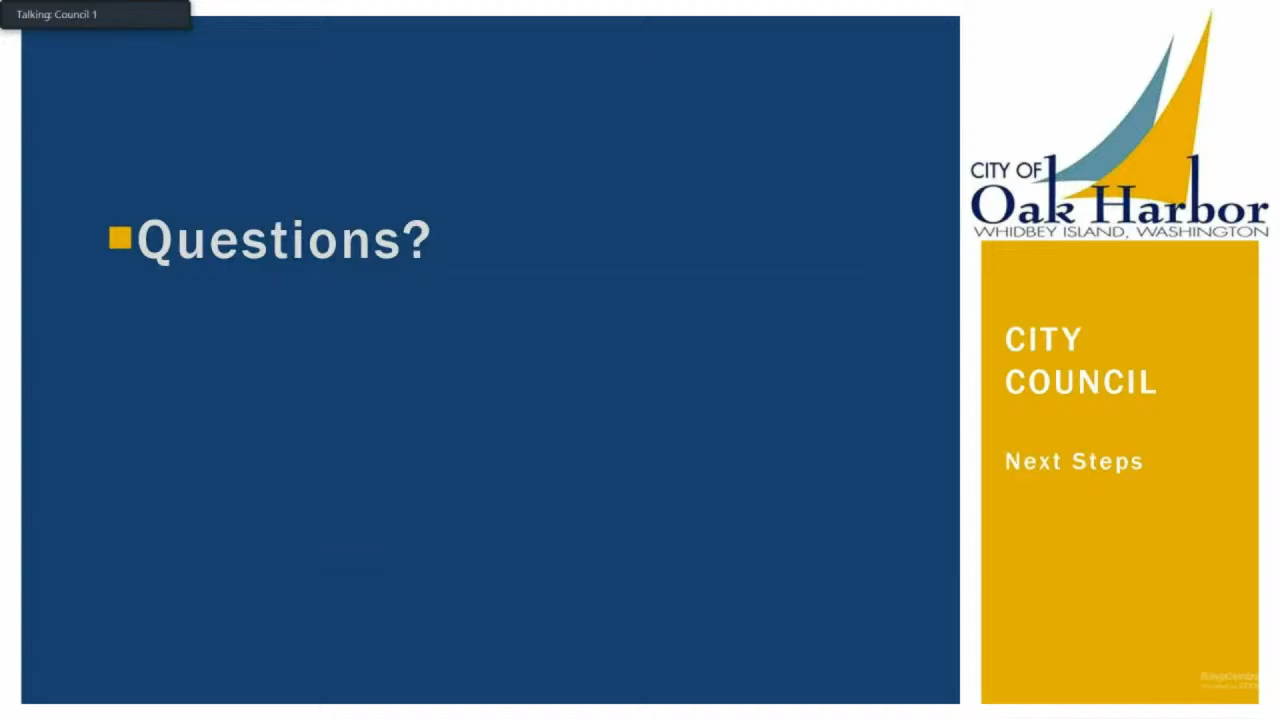 Talking: Council 1
Questions?
CITY OF
Oak Harbor
WHIDBEY ISLAND, WASHINGTON
CITY
COUNCIL
Next Steps